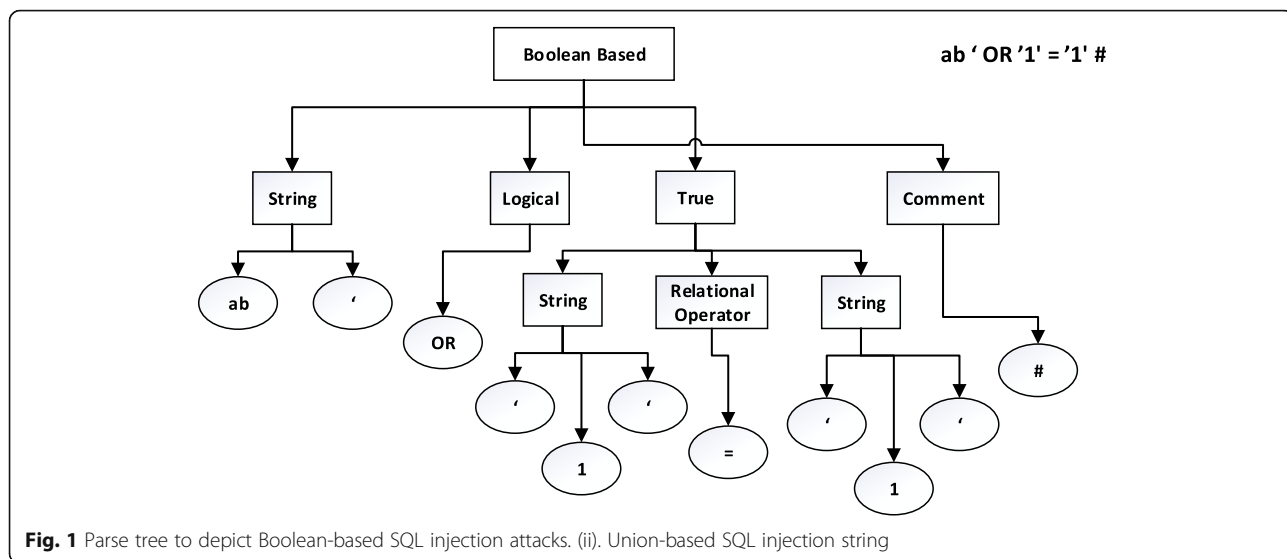 Boolean Based
ab ‘ OR ’1' = ’1' #
String
Logical
True
Comment
ab
‘
OR
String
Relational
Operator
String
#
‘
1
‘
=
‘
1
‘
Fig. 1 Parse tree to depict Boolean-based SQL injection attacks. (ii). Union-based SQL injection string